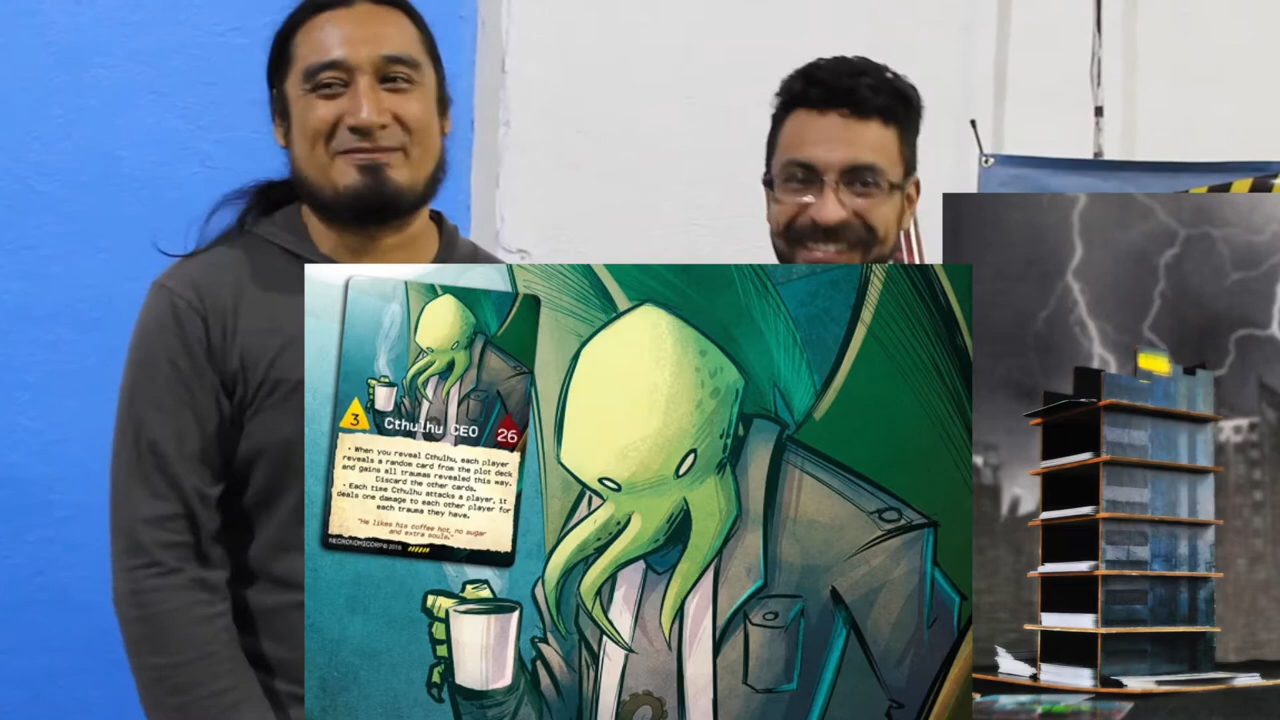 3
Cthulhu CEO
26
• When you reveal Cthulhu, each player
reveals a random card from the plot deck
and gains all traumas revealed this way.
Discard the other cards.
• Each time Cthulhu attacks a player, it
deals one damage to each other player for
each trauma they have.
"He likes his coffee hot, no sugar
and extra souls."
NECRONOMICORP© 2016